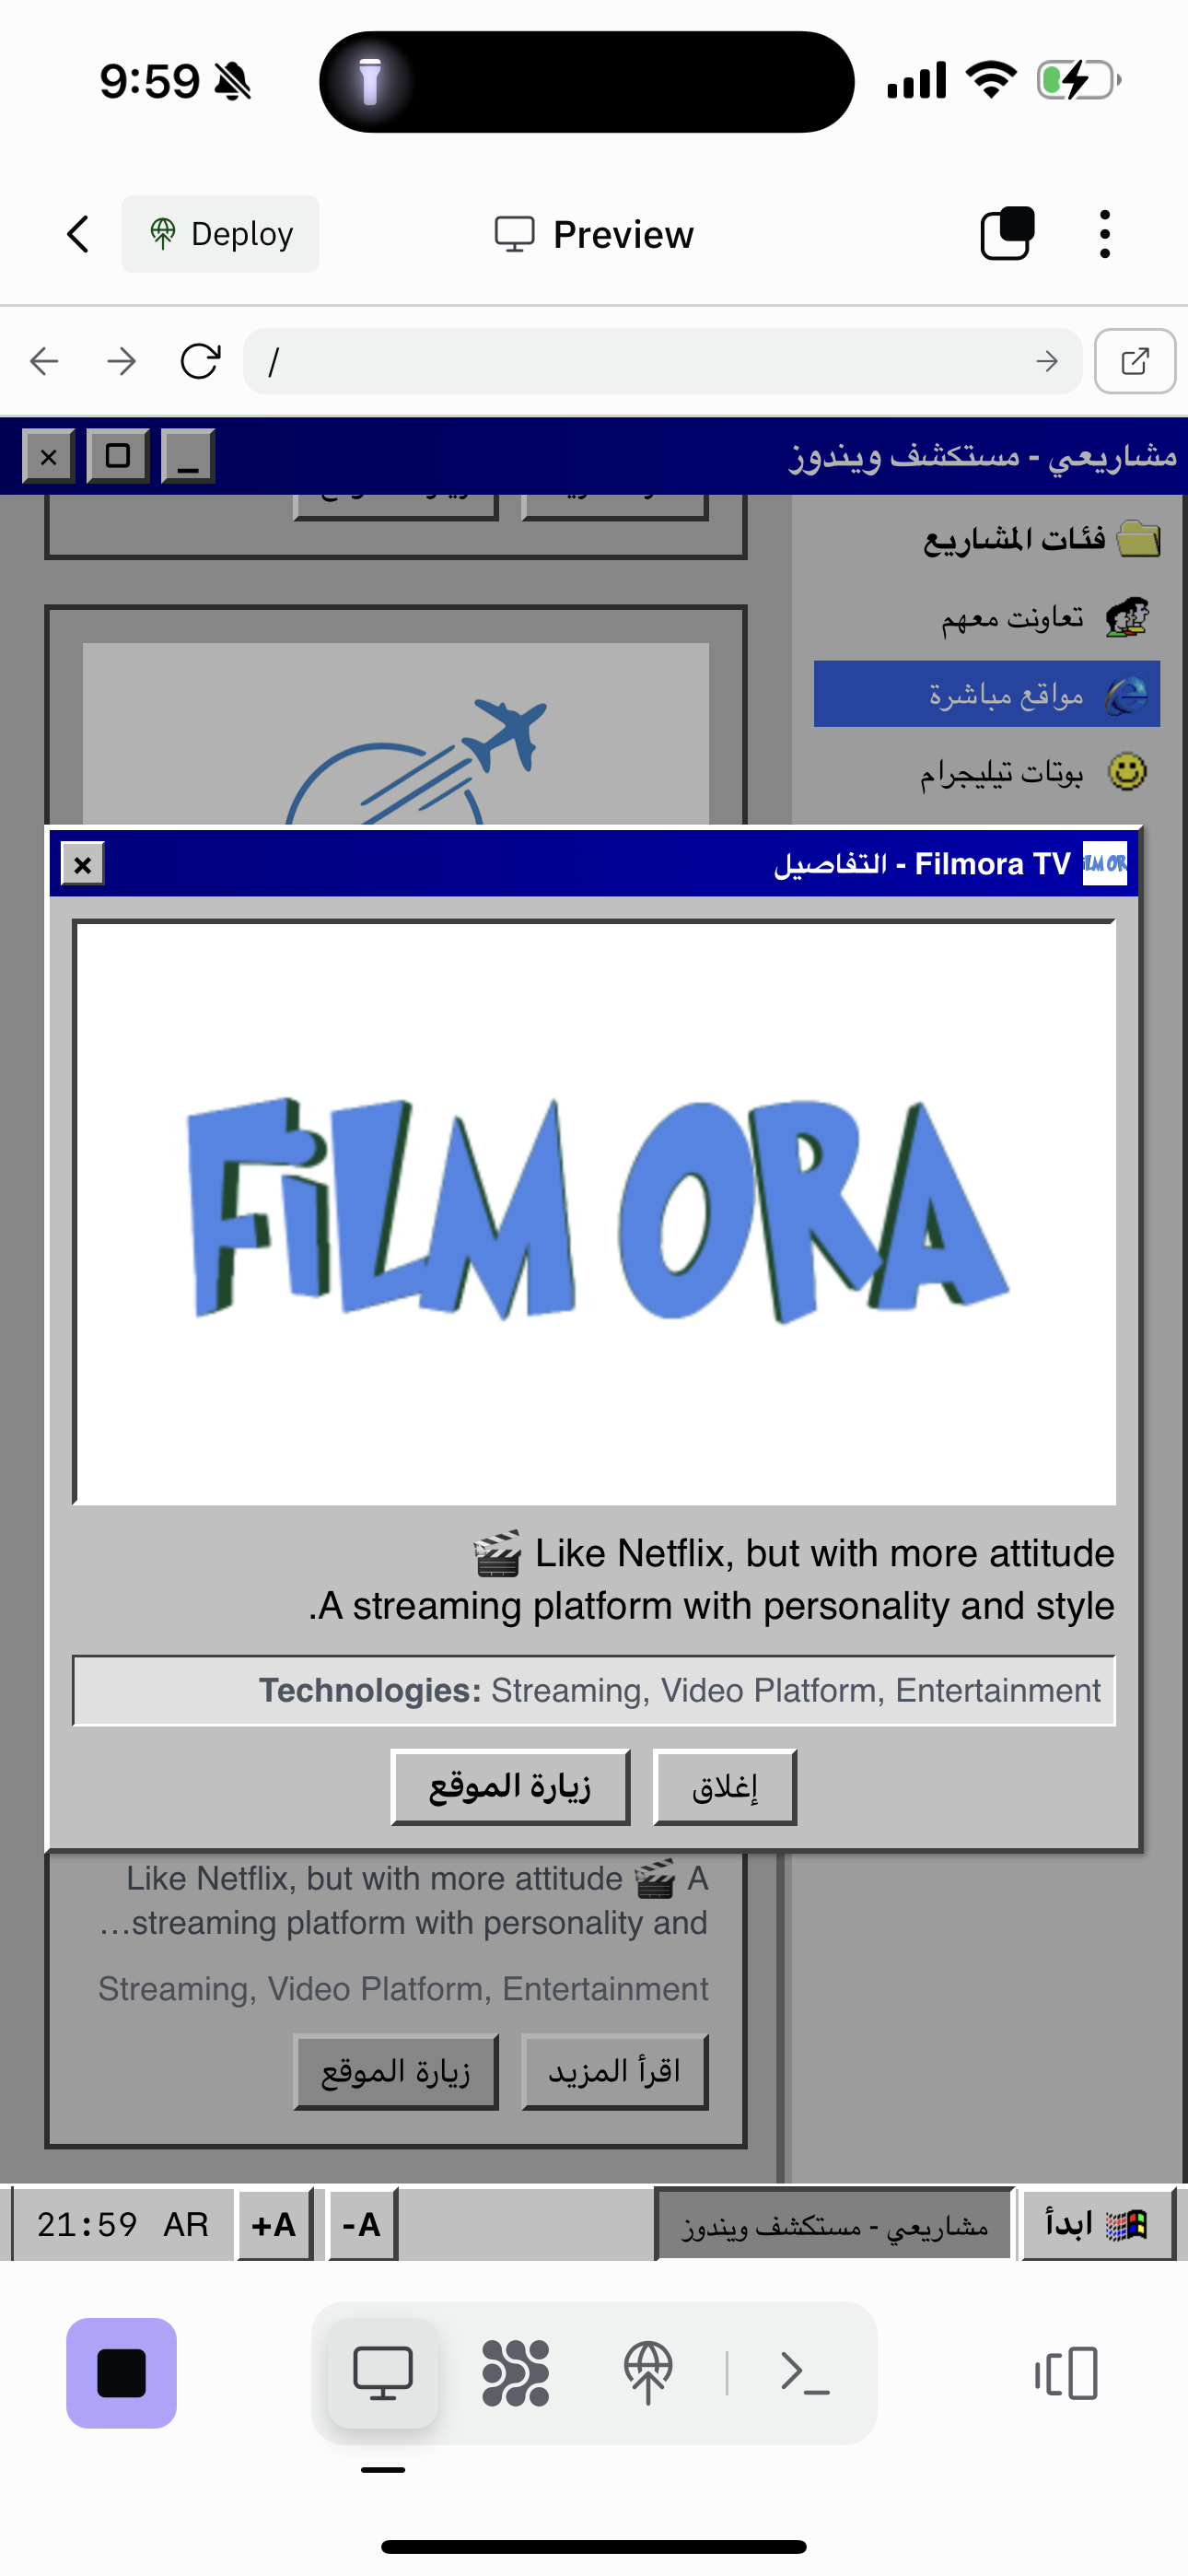 9:59
Deploy
Preview
/
مشاريعي - مستكشف ويندوز
فئات المشاريع
تعاونت معهم
مواقع مباشرة
بوتات تيليجرام
Filmora TV - التفاصيل
FiLM ORA
FiLM ORA
Like Netflix, but with more attitude 🎬
A streaming platform with personality and style.
Technologies: Streaming, Video Platform, Entertainment
إغلاق
زيارة الموقع
Like Netflix, but with more attitude 🎬 A
streaming platform with personality and...
Streaming, Video Platform, Entertainment
اقرأ المزيد
زيارة الموقع
ابدأ
مشاريعي - مستكشف ويندوز
-A
+A
21:59 AR